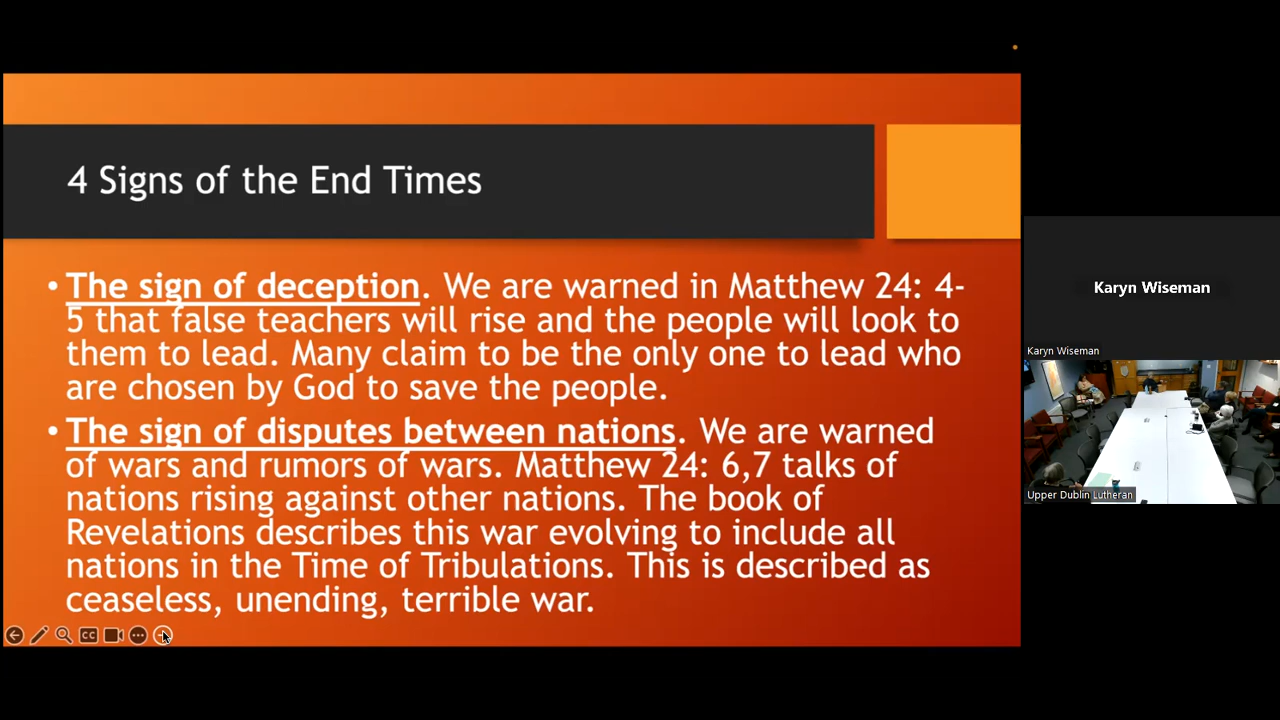 4 Signs of the End Times
• The sign of deception. We are warned in Matthew 24: 4-
5 that false teachers will rise and the people will look to
them to lead. Many claim to be the only one to lead who
are chosen by God to save the people.
• The sign of disputes between nations. We are warned
of wars and rumors of wars. Matthew 24: 6,7 talks of
nations rising against other nations. The book of
Revelations describes this war evolving to include all
nations in the Time of Tribulations. This is described as
ceaseless, unending, terrible war.
CC
Karyn Wiseman
Karyn Wiseman
Upper Dublin Lutheran